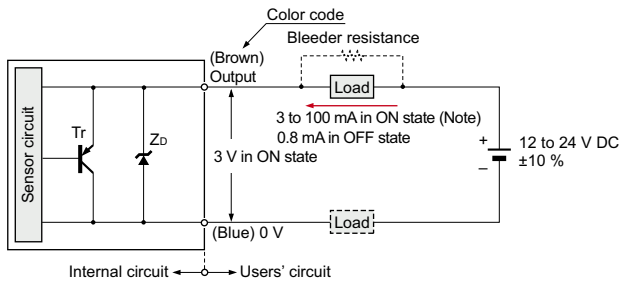 Color code
Bleeder resistance
(Brown)
Output
Load
3 to 100 mA in ON state (Note)
0.8 mA in OFF state
Sensor circuit
Tr
ZD
3 V in ON state
+
−
12 to 24 V DC
±10 %
(Blue) 0 V
Load
Internal circuit
Users' circuit